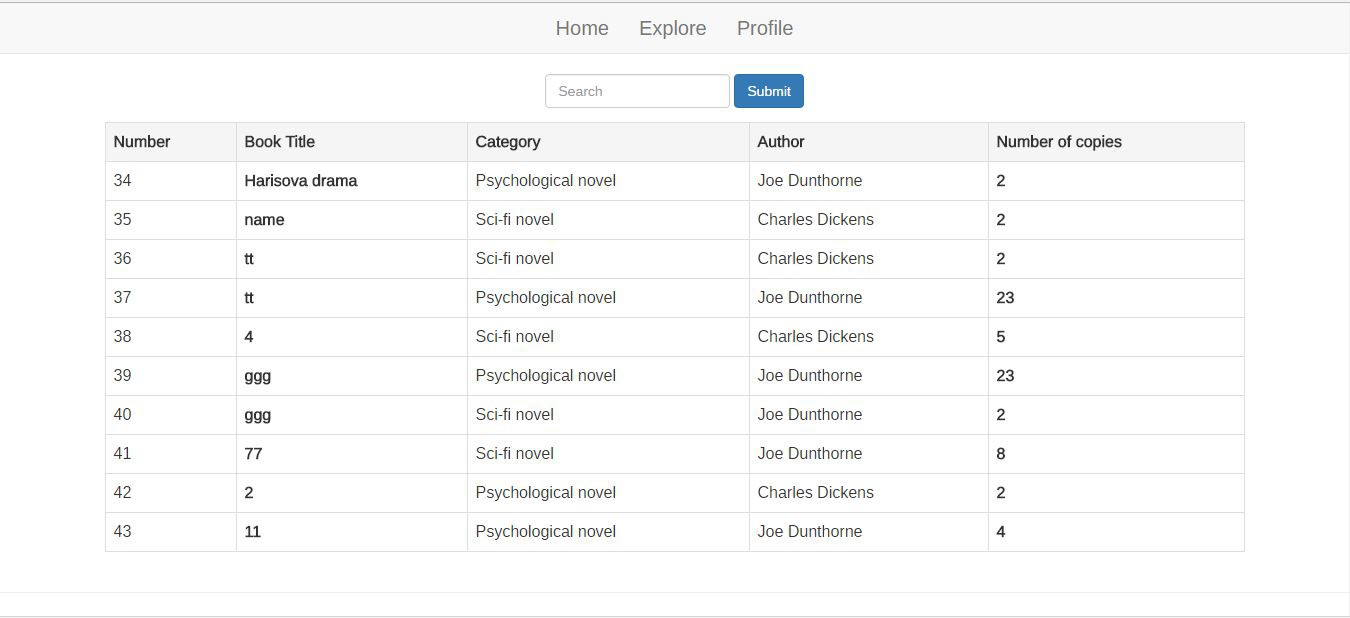 Home Explore Profile
Search Submit
Number Book Title Category Author Number of copies
34 Harisova drama Psychological novel Joe Dunthorne 2
35 name Sci-fi novel Charles Dickens 2
36 tt Sci-fi novel Charles Dickens 2
37 tt Psychological novel Joe Dunthorne 23
38 4 Sci-fi novel Charles Dickens 5
39 ggg Psychological novel Joe Dunthorne 23
40 ggg Sci-fi novel Joe Dunthorne 2
41 77 Sci-fi novel Joe Dunthorne 8
42 2 Psychological novel Charles Dickens 2
43 11 Psychological novel Joe Dunthorne 4